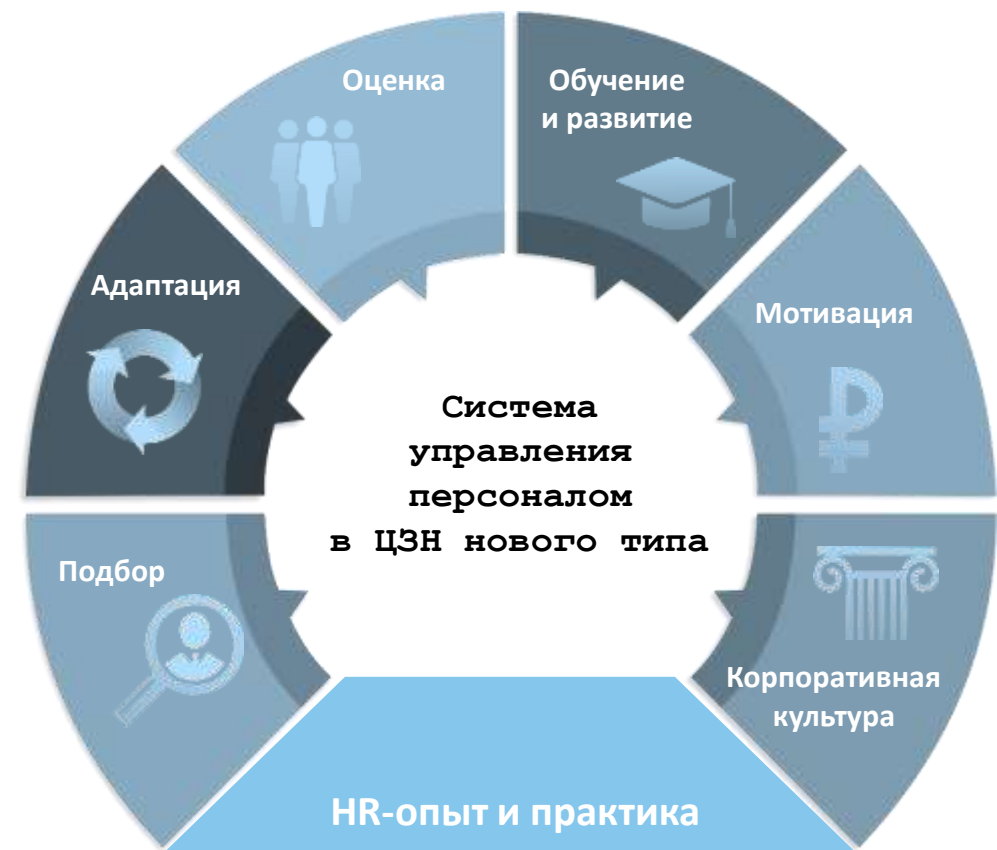 Оценка
Обучение
и развитие
Адаптация
Мотивация
Система
управления
персоналом
в ЦЗН нового типа
Подбор
Корпоративная
культура
HR-опыт и практика